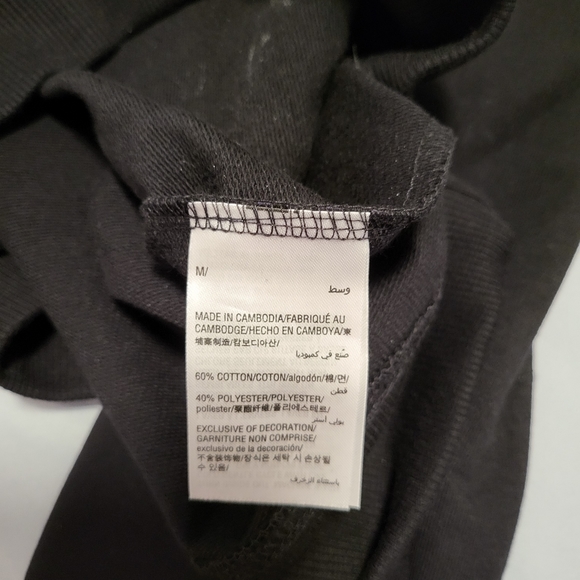 M/
وسط
MADE IN CAMBODIA/FABRIQUÉ AU
CAMBODGE/HECHO EN CAMBOYA/柬
埔寨制造/캄보디아산/
صُنع في كمبوديا
60% COTTON/COTON/algodón/棉/면/
قطن
40% POLYESTER/POLYESTER/
poliester/聚酯纤维/폴리에스테르/
بولي أستر
EXCLUSIVE OF DECORATION/
GARNITURE NON COMPRISE/
exclusivo de la decoración/
不含装饰物/장식은 세탁 시 손상될
수 있음/
باستثناء الزخرف